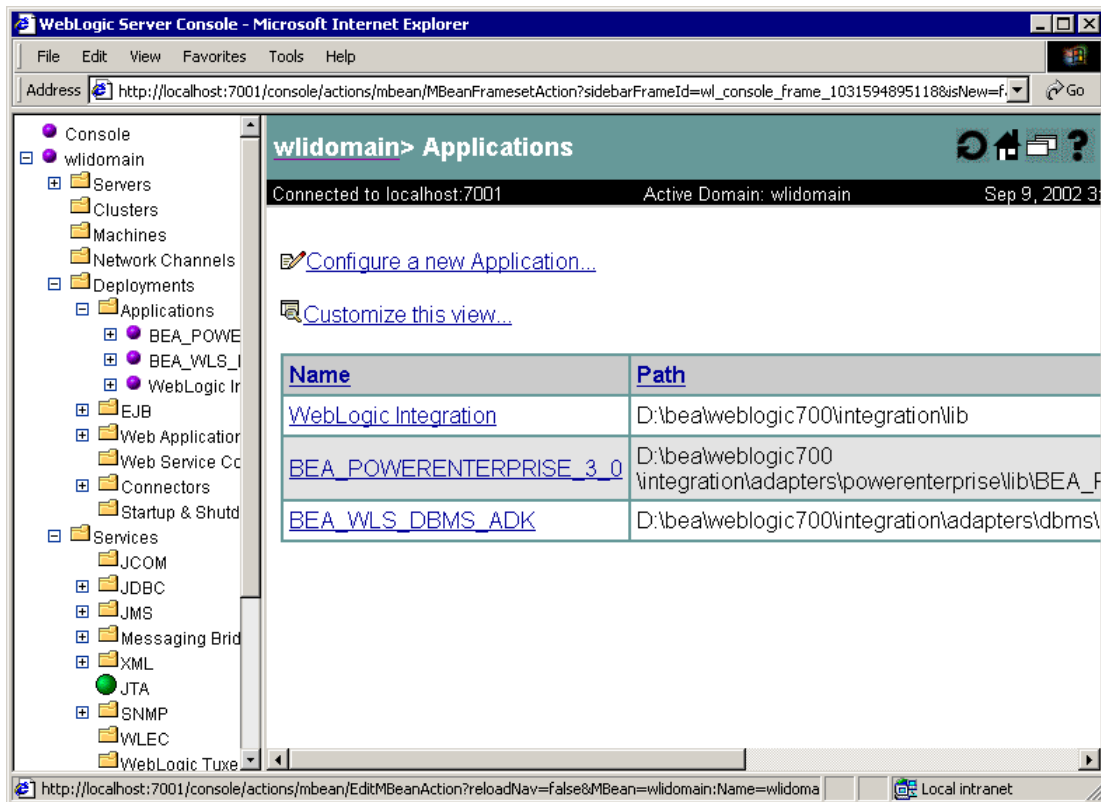 WebLogic Server Console - Microsoft Internet Explorer
File Edit View Favorites Tools Help
Address http://localhost:7001/console/actions/mbean/MBeanFramesetAction?sidebarFrameId=wl_console_frame_1031594895118&isNew=f. Go
Console
wlidomain
Servers
Clusters
Machines
Network Channels
Deployments
Applications
BEA_POWE
BEA_WLS_
WebLogic Ir
EJB
Web Applicatior
Web Service Cc
Connectors
Startup & Shutd
Services
JCOM
JDBC
JMS
Messaging Brid
XML
JTA
SNMP
WLEC
WebLogic Tuxe
wlidomain> Applications
?
Connected to localhost:7001 Active Domain: wlidomain Sep 9, 2002 3:
Configure a new Application...
Customize this view...
Name Path
WebLogic Integration D:\bea\weblogic700\integration\lib
BEA_POWERENTERPRISE_3_0 D:\bea\weblogic700
\integration\adapters\powerenterprise\lib\BEA_F
BEA_WLS_DBMS_ADK D:\bea\weblogic700\integration\adapters\dbms\
http://localhost:7001/console/actions/mbean/EditMBeanAction?reloadNav=false&MBean=wlidomain:Name=wlidoma Local intranet